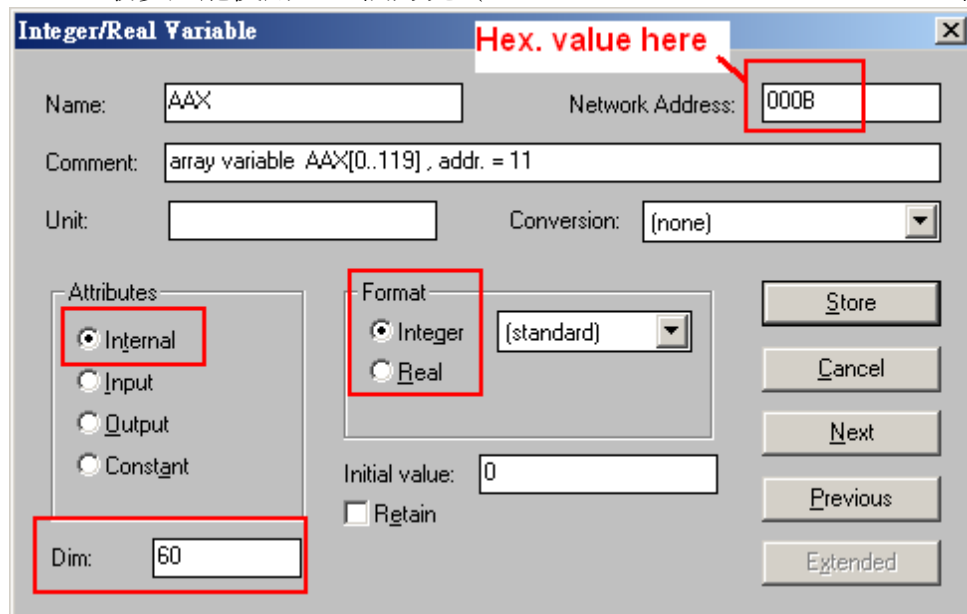 Integer/Real Variable
Hex. value here
Name: AAX
Network Address: 000B
Comment: array variable AAX[0..119] , addr. = 11
Unit:
Conversion: (none)
Attributes
Internal
Input
Output
Constant
Format
Integer (standard)
Real
Initial value: 0
Retain
Dim: 60
Store
Cancel
Next
Previous
Extended